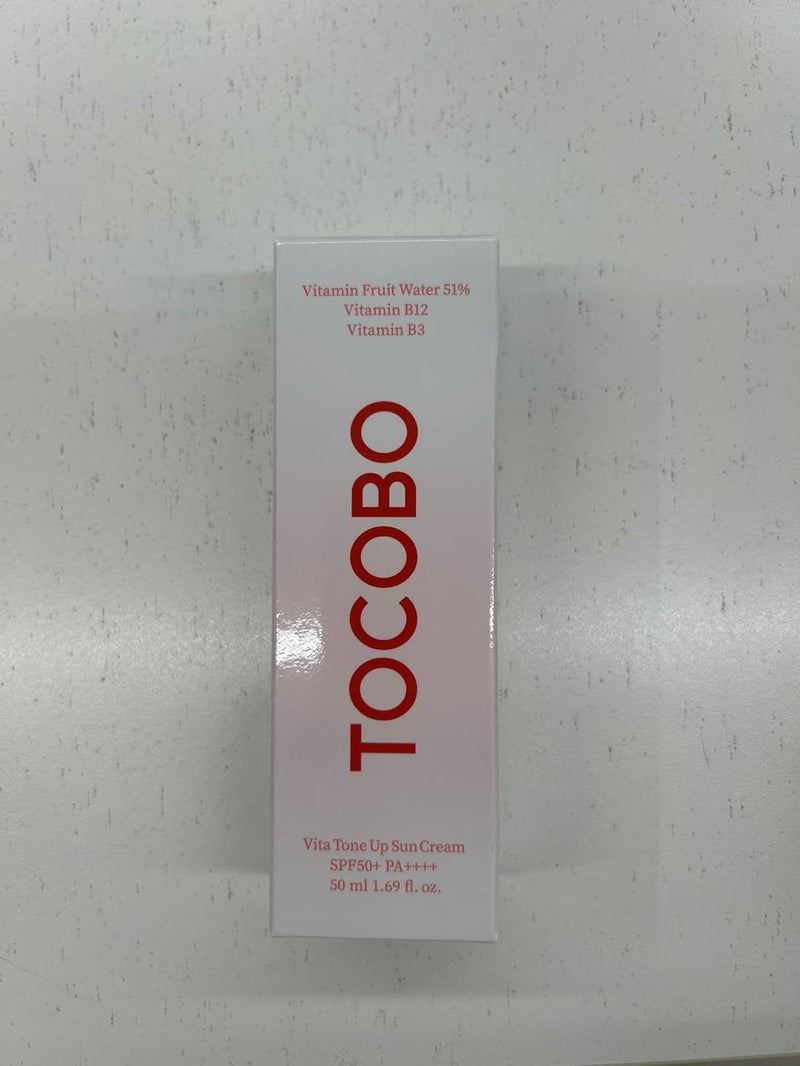 Vitamin Fruit Water 51%
Vitamin B12
Vitamin B3
TOCOBO
Vita Tone Up Sun Cream
SPF50+ PA++++
50 ml 1.69 fl. oz.